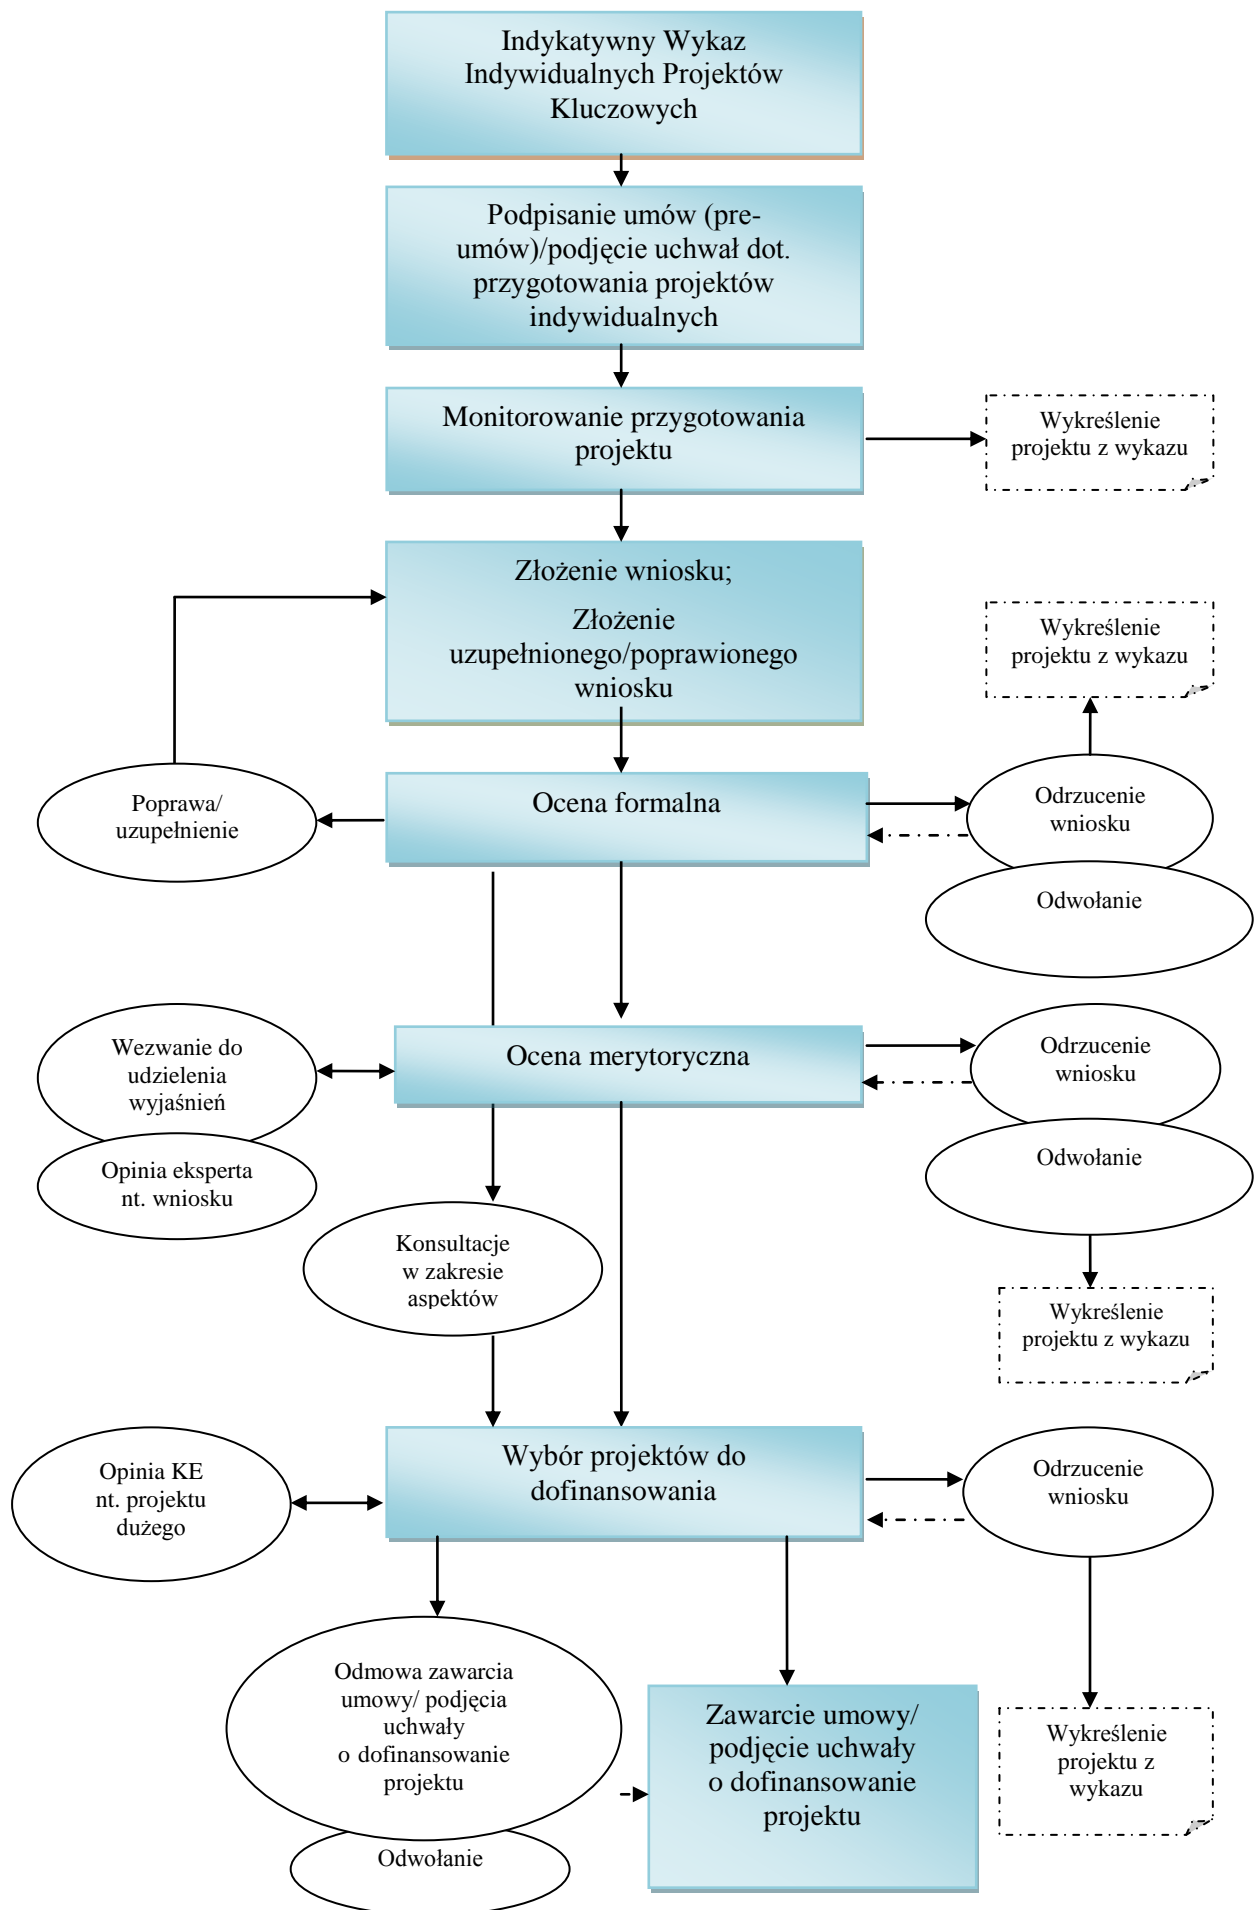 Indykatywny Wykaz
Indywidualnych Projektów
Kluczowych
Podpisanie umów (pre-
umów)/podjęcie uchwał dot.
przygotowania projektów
indywidualnych
Monitorowanie przygotowania
projektu
Wykreślenie
projektu z wykazu
Złożenie wniosku;
Złożenie
uzupełnionego/poprawionego
wniosku
Wykreślenie
projektu z wykazu
Poprawa/
uzupełnienie
Ocena formalna
Odrzucenie
wniosku
Odwołanie
Wezwanie do
udzielenia
wyjaśnień
Opinia eksperta
nt. wniosku
Ocena merytoryczna
Odrzucenie
wniosku
Odwołanie
Konsultacje
w zakresie
aspektów
Wykreślenie
projektu z wykazu
Opinia KE
nt. projektu
dużego
Wybór projektów do
dofinansowania
Odrzucenie
wniosku
Odmowa zawarcia
umowy/ podjęcia
uchwały
o dofinansowanie
projektu
Odwołanie
Zawarcie umowy/
podjęcie uchwały
o dofinansowanie
projektu
Wykreślenie
projektu z
wykazu